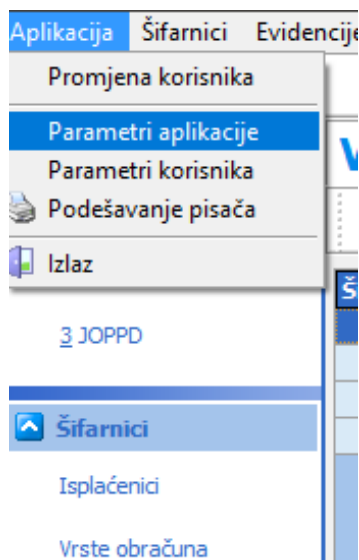 Aplikacija Šifarnici Evidencije
Promjena korisnika
Parametri aplikacije
Parametri korisnika
Podešavanje pisača
Izlaz
3 JOPPD
Šifarnici
Isplaćenici
Vrste obračuna